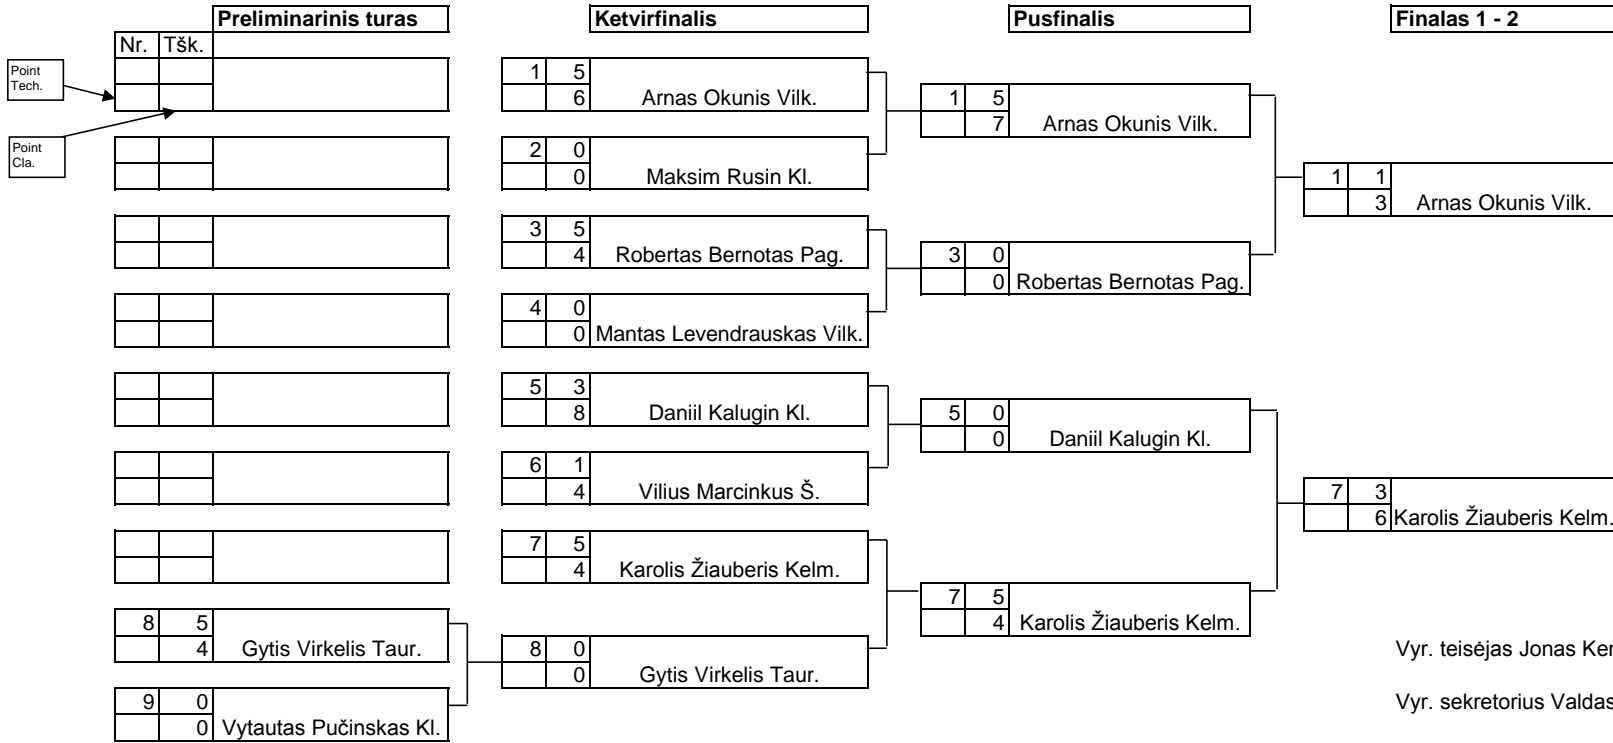 Preliminarinis turas Ketvirfinalis Pusfinalis Finalas 1 - 2
Nr. Tšk.
Point
Tech.
1 5
6 Arnas Okunis Vilk.
1 5
7 Arnas Okunis Vilk.
Point
Cla.
2 0
0 Maksim Rusin Kl.
1 1
3 Arnas Okunis Vilk.
3 5
4 Robertas Bernotas Pag.
3 0
0 Robertas Bernotas Pag.
4 0
0 Mantas Levendrauskas Vilk.
5 3
8 Daniil Kalugin Kl.
5 0
0 Daniil Kalugin Kl.
6 1
4 Vilius Marcinkus Š.
7 3
6 Karolis Žiauberis Kelm.
7 5
4 Karolis Žiauberis Kelm.
7 5
4 Karolis Žiauberis Kelm.
8 5
4 Gytis Virkelis Taur.
8 0
0 Gytis Virkelis Taur.
Vyr. teisėjas Jonas
9 0
0 Vytautas Pučinskas Kl.
Vyr. sekretorius Valdas